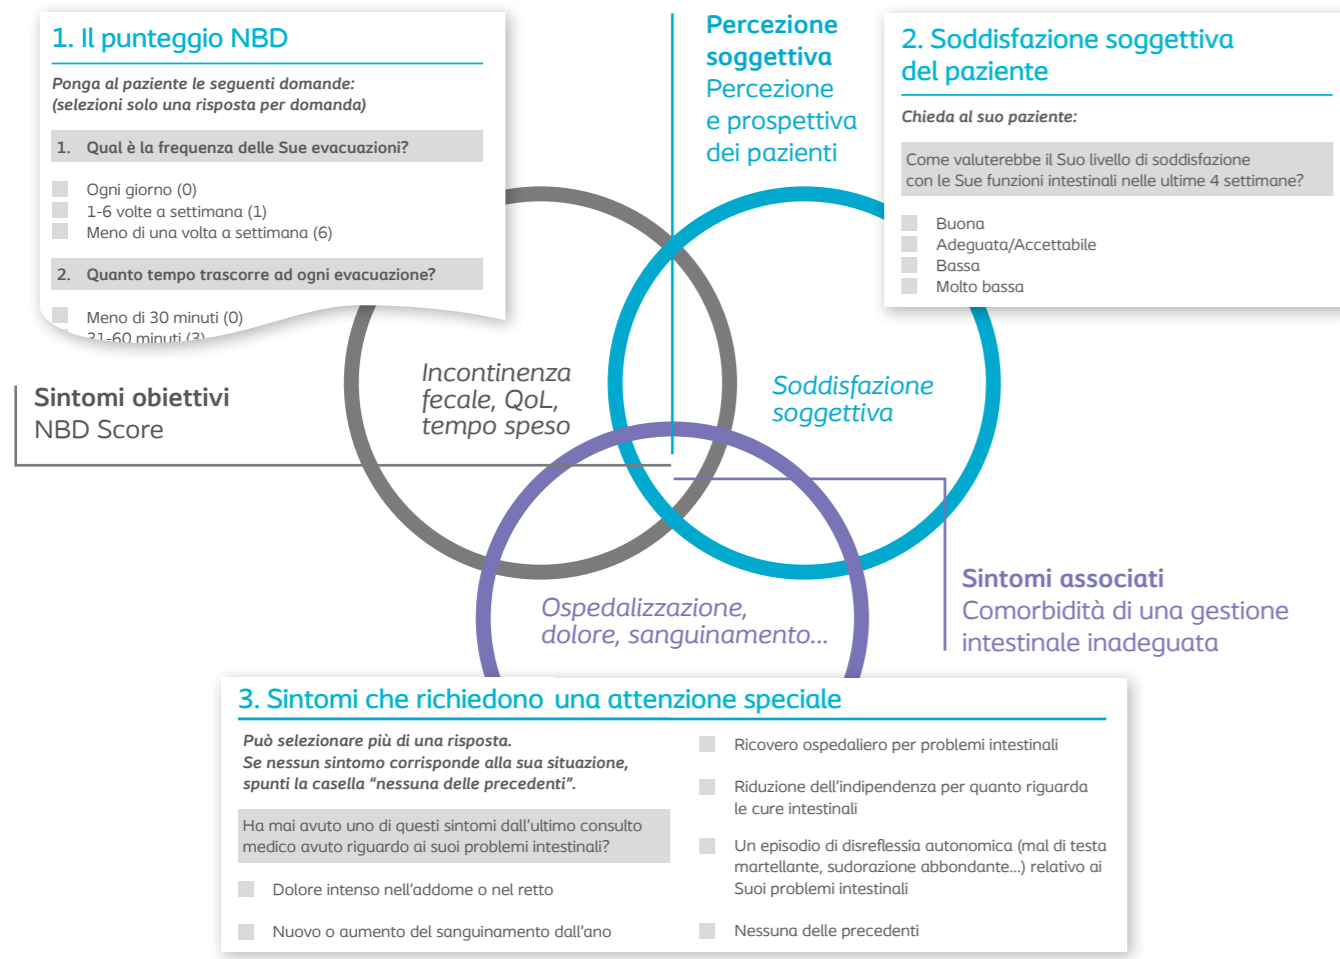 1. Il punteggio NBD
Ponga al paziente le seguenti domande:
(selezioni solo una risposta per domanda)
1. Qual è la frequenza delle Sue evacuazioni?
Ogni giorno (0)
1-6 volte a settimana (1)
Meno di una volta a settimana (6)
2. Quanto tempo trascorre ad ogni evacuazione?
Meno di 30 minuti (0)
31-60 minuti (3)
Percezione
soggettiva
Percezione
e prospettiva
dei pazienti
2. Soddisfazione soggettiva
del paziente
Chieda al suo paziente:
Come valuterebbe il Suo livello di soddisfazione
con le Sue funzioni intestinali nelle ultime 4 settimane?
Buona
Adeguata/Accettabile
Bassa
Molto bassa
Sintomi obiettivi
NBD Score
Incontinenza
fecale, QoL,
tempo speso
Soddisfazione
soggettiva
Ospedalizzazione,
dolore, sanguinamento...
Sintomi associati
Comorbidità di una gestione
intestinale inadeguata
3. Sintomi che richiedono una attenzione speciale
Può selezionare più di una risposta.
Se nessun sintomo corrisponde alla sua situazione,
spunti la casella “nessuna delle precedenti”.
Ha mai avuto uno di questi sintomi dall’ultimo consulto
medico avuto riguardo ai suoi problemi intestinali?
Dolore intenso nell’addome o nel retto
Nuovo o aumento del sanguinamento dall’ano
Ricovero ospedaliero per problemi intestinali
Riduzione dell’indipendenza per quanto riguarda
le cure intestinali
Un episodio di disreflessia autonomica (mal di testa
martellante, sudorazione abbondante...) relativo ai
Suoi problemi intestinali
Nessuna delle precedenti